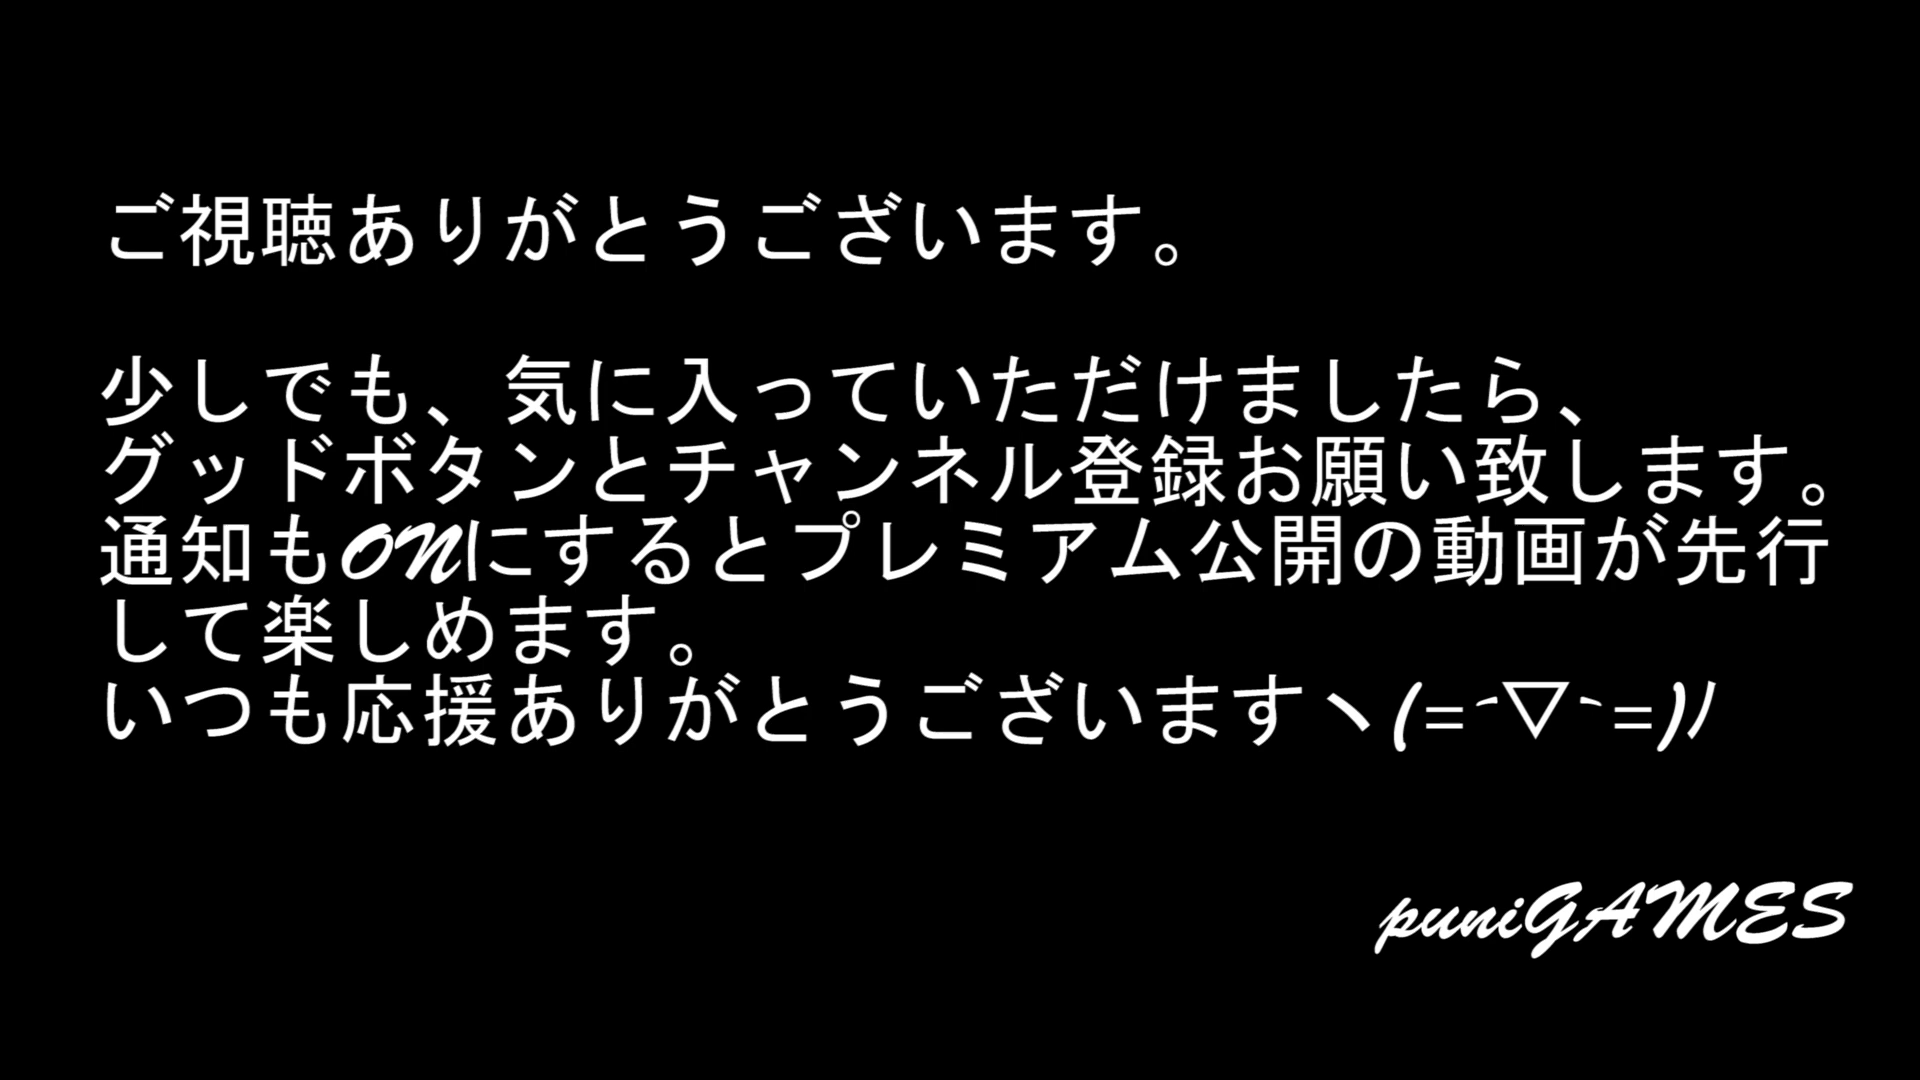 ご視聴ありがとうございます。
少しでも、気に入っていただけましたら、
グッドボタンとチャンネル登録お願い致します。
通知もONにするとプレミアム公開の動画が先行
して楽しめます。
いつも応援ありがとうございますヽ(=´▽`=)ﾉ
puniGAMES